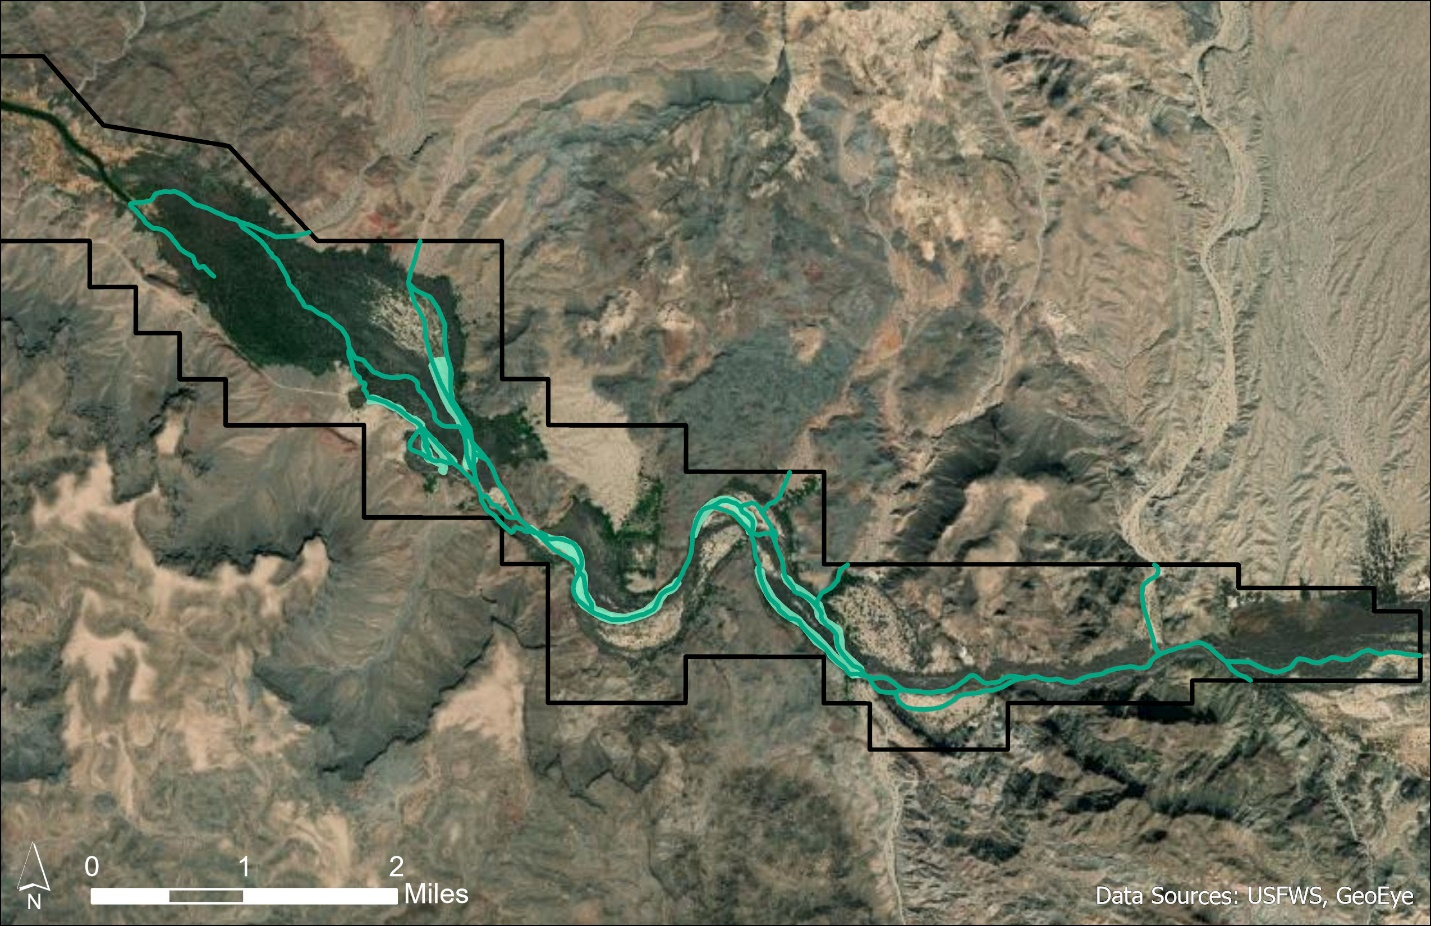 0 1 2
Miles
N
Data Sources: USFWS, GeoEye